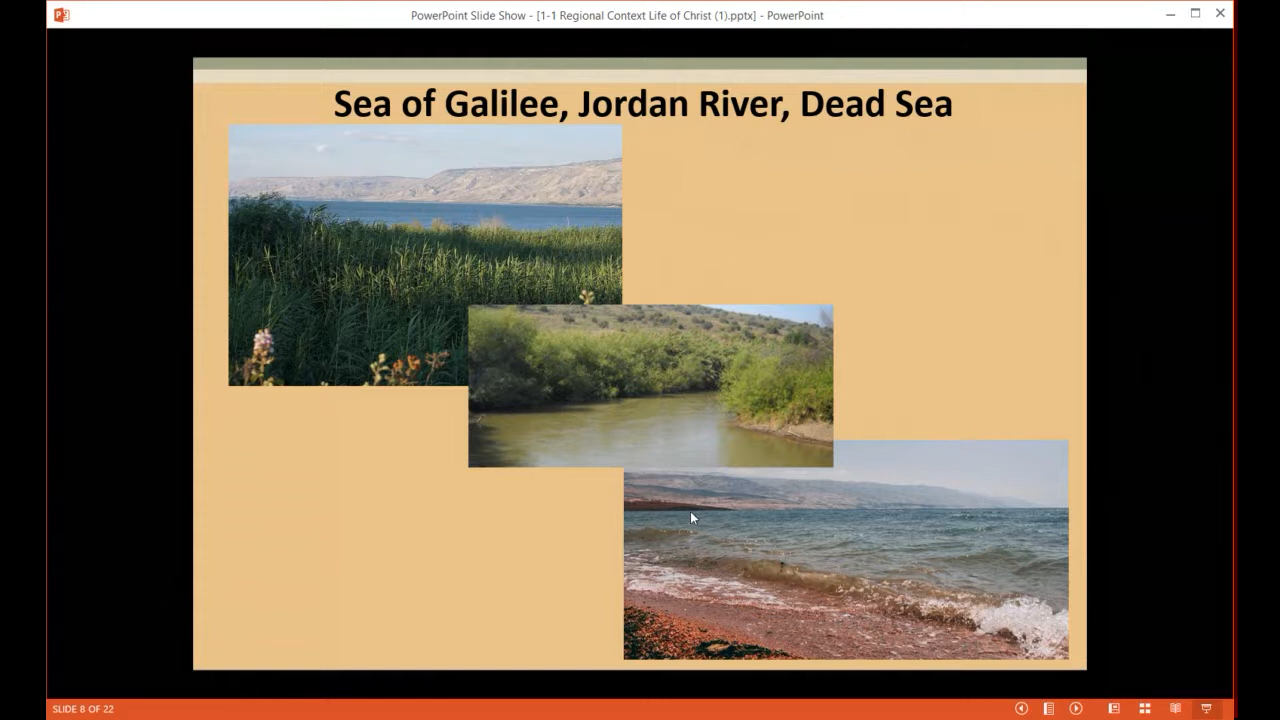 PowerPoint Slide Show - [1-1 Regional Context Life of Christ (1).pptx] - PowerPoint
Sea of Galilee, Jordan River, Dead Sea
SLIDE 8 OF 22